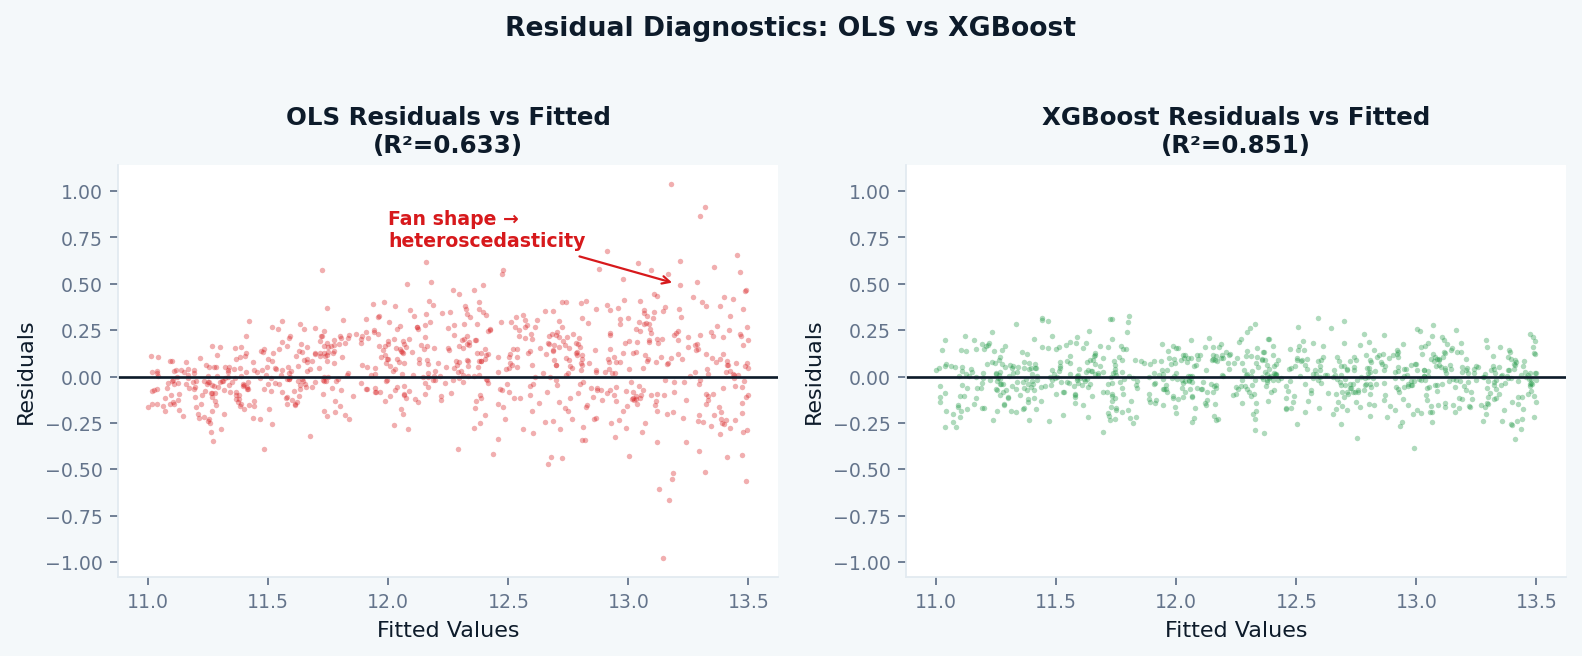 Residual Diagnostics: OLS vs XGBoost
OLS Residuals vs Fitted
(R²=0.633)
Residuals
1.00
0.75
0.50
0.25
0.00
−0.25
−0.50
−0.75
−1.00
Fan shape →
heteroscedasticity
11.0 11.5 12.0 12.5 13.0 13.5
Fitted Values
XGBoost Residuals vs Fitted
(R²=0.851)
Residuals
1.00
0.75
0.50
0.25
0.00
−0.25
−0.50
−0.75
−1.00
11.0 11.5 12.0 12.5 13.0 13.5
Fitted Values